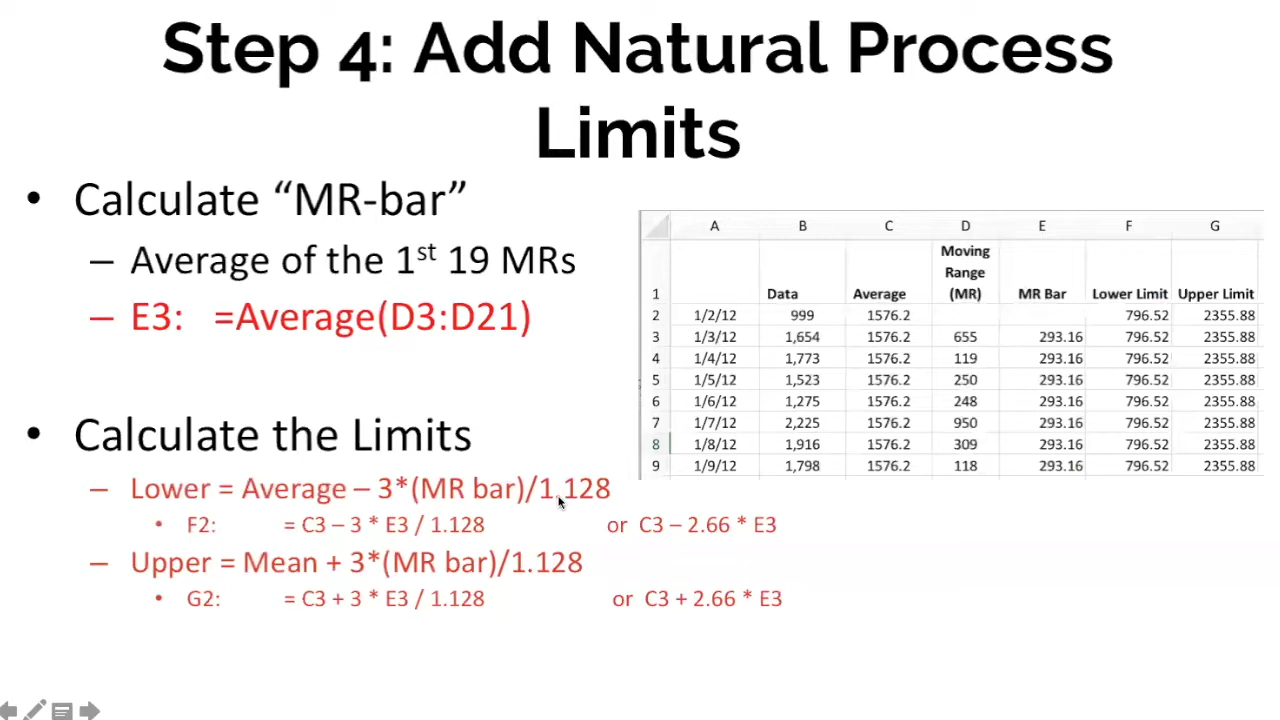 Step 4: Add Natural Process
Limits
• Calculate “MR-bar”
– Average of the 1st 19 MRs
– E3: =Average(D3:D21)
• Calculate the Limits
– Lower = Average – 3*(MR bar)/1.128
• F2: = C3 – 3 * E3 / 1.128 or C3 – 2.66 * E3
– Upper = Mean + 3*(MR bar)/1.128
• G2: = C3 + 3 * E3 / 1.128 or C3 + 2.66 * E3
A B C D E F G
Moving
Range
1 Data Average (MR) MR Bar Lower Limit Upper Limit
2 1/2/12 999 1576.2 796.52 2355.88
3 1/3/12 1,654 1576.2 655 293.16 796.52 2355.88
4 1/4/12 1,773 1576.2 119 293.16 796.52 2355.88
5 1/5/12 1,523 1576.2 250 293.16 796.52 2355.88
6 1/6/12 1,275 1576.2 248 293.16 796.52 2355.88
7 1/7/12 2,225 1576.2 950 293.16 796.52 2355.88
8 1/8/12 1,916 1576.2 309 293.16 796.52 2355.88
9 1/9/12 1,798 1576.2 118 293.16 796.52 2355.88